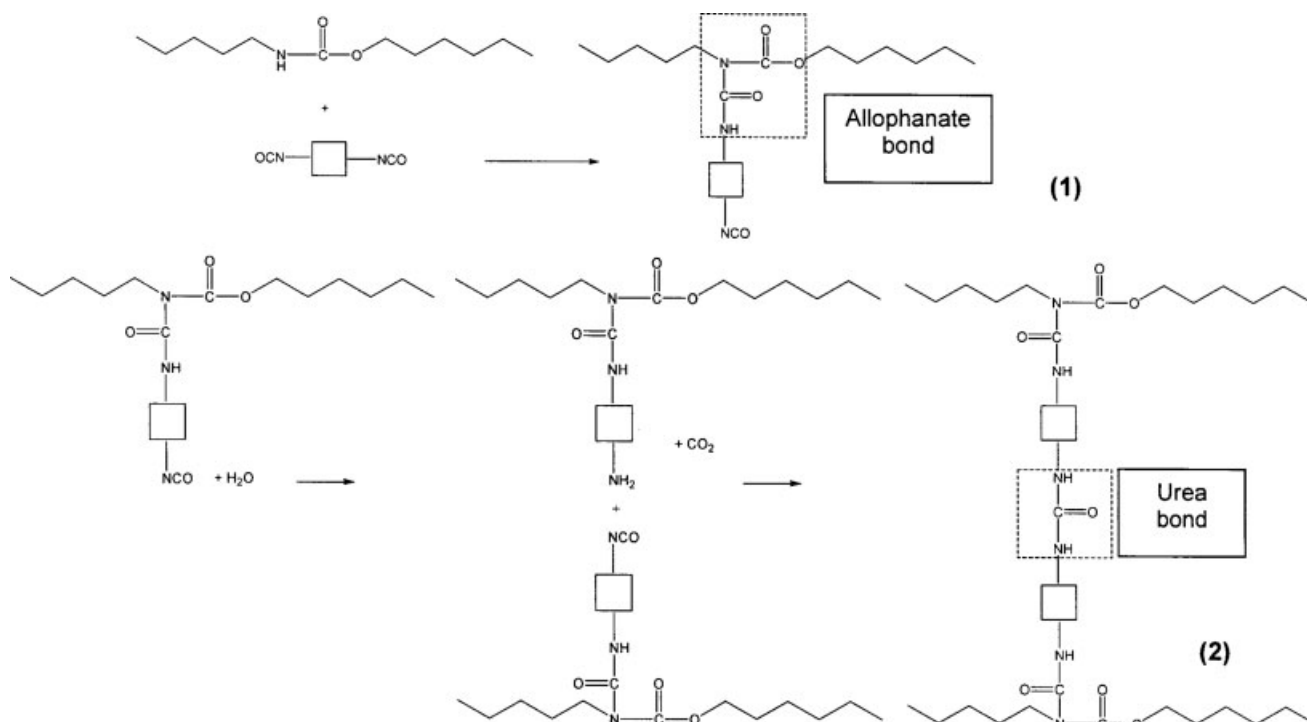 O
N
H
C
O
+
OCN
NCO
O
N
C
O
C
O
NH
NCO
Allophanate
bond
(1)
O
N
C
O
O
C
NH
NCO
+ H₂O
O
N
C
O
O
C
NH
NH₂
+ CO₂
+
NCO
NH
O
C
O
N
C
O
O
N
C
O
O
C
NH
NH
C
O
NH
Urea
bond
NH
O
C
O
N
C
O
(2)